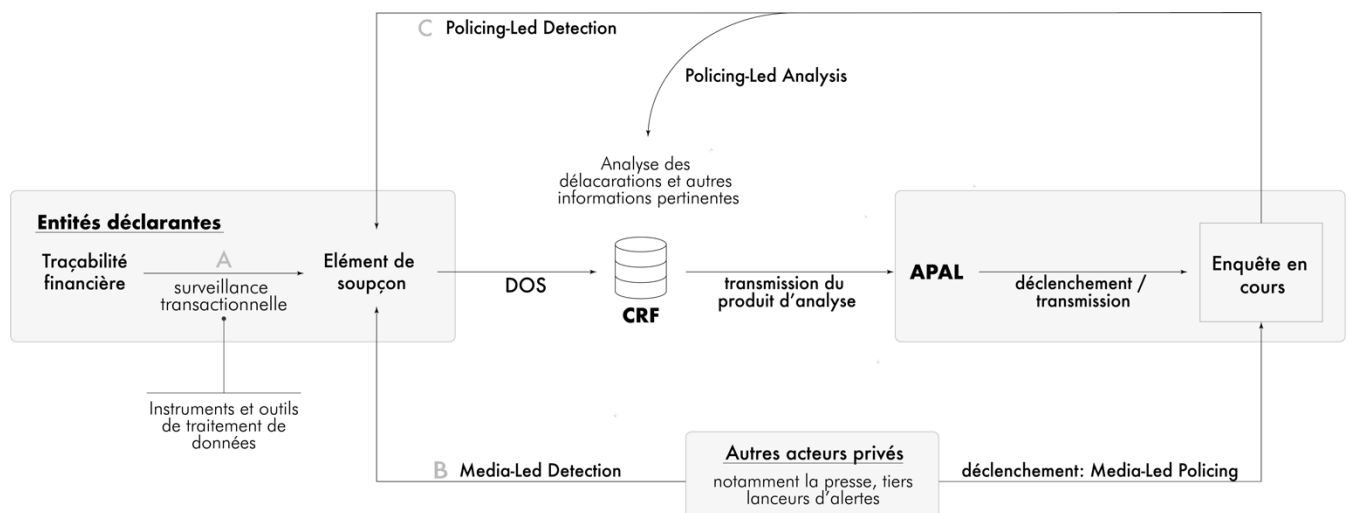 C Policing-Led Detection
Policing-Led Analysis
Analyse des
délacarations et autres
informations pertinentes
Entités déclarantes
Traçabilité
financière
A
surveillance
transactionnelle
Elément de
soupçon
DOS
CRF
transmission du
produit d'analyse
APAL
déclenchement /
transmission
Enquête en
cours
Instruments et outils
de traitement de
données
B Media-Led Detection
Autres acteurs privés
notamment la presse, tiers
lanceurs d'alertes
déclenchement: Media-Led Policing